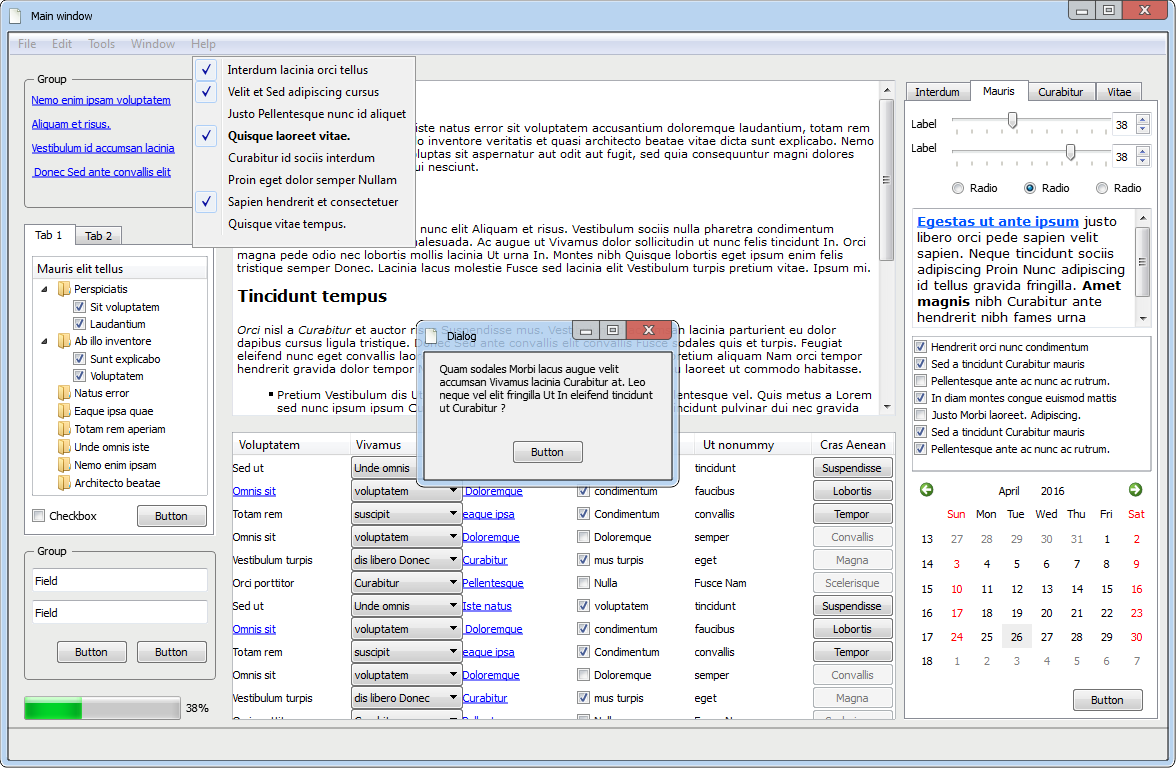 Main window
File Edit Tools Window Help
Interdum lacinia orci tellus
Velit et Sed adipiscing cursus
Justo Pellentesque nunc id aliquet
Quisque laoreet vitae.
Curabitur id sociis interdum
Proin eget dolor semper Nullam
Sapien hendrerit et consectetuer
Quisque vitae tempus.
Group
Nemo enim ipsam voluptatem
Aliquam et risus.
Vestibulum id accumsan lacinia
Donec Sed ante convallis elit
Tab 1 Tab 2
Mauris elit tellus
Perspiciatis
Sit voluptatem
Laudantium
Ab illo inventore
Sunt explicabo
Voluptatem
Natus error
Eaque ipsa quae
Totam rem aperiam
Unde omnis iste
Nemo enim ipsam
Architecto beatae
Checkbox Button
Group
Field
Field
Button Button
38%
iste natus error sit voluptatem accusantium doloremque laudantium, totam rem
o inventore veritatis et quasi architecto beatae vitae dicta sunt explicabo. Nemo
oluptas sit aspernatur aut odit aut fugit, sed quia consequuntur magni dolores
ui nesciunt.
nunc elit Aliquam et risus. Vestibulum sociis nulla pharetra condimentum
alesuada. Ac augue ut Vivamus dolor sollicitudin ut nunc felis tincidunt In. Orci
magna pede odio nec lobortis mollis lacinia Ut urna In. Montes nibh Quisque lobortis eget ipsum enim felis
tristique semper Donec. Lacinia lacus molestie Fusce sed lacinia elit Vestibulum turpis pretium vitae. Ipsum mi.
Tincidunt tempus
Orci nisl a Curabitur et auctor Suspendisse mus. lacinia parturient eu dolor
dapibus cursus ligula tristique. Donec Sed ante convallis elit convallis Fusce sodales quis et turpis. Feugiat
eleifend nunc eget convallis retium aliquam Nam orci tempor
hendrerit gravida dolor tempor laoreet ut commodo habitasse.
Pretium Vestibulum dis vel. Quis metus a Lorem
sed nunc ipsum ipsum tincidunt pulvinar dui nec gravida
Dialog
Quam sodales Morbi lacus augue velit
accumsan Vivamus lacinia Curabitur at. Leo
neque vel elit fringilla Ut In eleifend tincidunt
ut Curabitur ?
Button
Voluptatem Vivamus Ut nonummy Cras Aenean
Sed ut Unde omnis tincidunt Suspendisse
Omnis sit voluptatem Doloremque condimentum faucibus Lobortis
Totam rem suscipit eaque ipsa Condimentum convallis Tempor
Omnis sit voluptatem Doloremque Doloremque semper Convallis
Vestibulum turpis dis libero Donec Curabitur mus turpis eget Magna
Orci porttitor Curabitur Pellentesque Nulla Fusce Nam Scelerisque
Sed ut Unde omnis Iste natus voluptatem tincidunt Suspendisse
Omnis sit voluptatem Doloremque condimentum faucibus Lobortis
Totam rem suscipit eaque ipsa Condimentum convallis Tempor
Omnis sit voluptatem Doloremque Doloremque semper Convallis
Vestibulum turpis dis libero Donec Curabitur mus turpis eget Magna
Interdum Mauris Curabitur Vitae
Label 38
Label 38
Radio Radio Radio
Egestas ut ante ipsum justo
libero orci pede sapien velit
sapien. Neque tincidunt sociis
adipiscing Proin Nunc adipiscing
id tellus gravida fringilla. Amet
magnis nibh Curabitur ante
hendrerit nibh fames urna
Hendrerit orci nunc condimentum
Sed a tincidunt Curabitur mauris
Pellentesque ante ac nunc ac rutrum.
In diam montes congue euismod mattis
Justo Morbi laoreet. Adipiscing.
Sed a tincidunt Curabitur mauris
Pellentesque ante ac nunc ac rutrum.
April 2016
Sun Mon Tue Wed Thu Fri Sat
13 27 28 29 30 31 1 2
14 3 4 5 6 7 8 9
15 10 11 12 13 14 15 16
16 17 18 19 20 21 22 23
17 24 25 26 27 28 29 30
18 1 2 3 4 5 6 7
Button